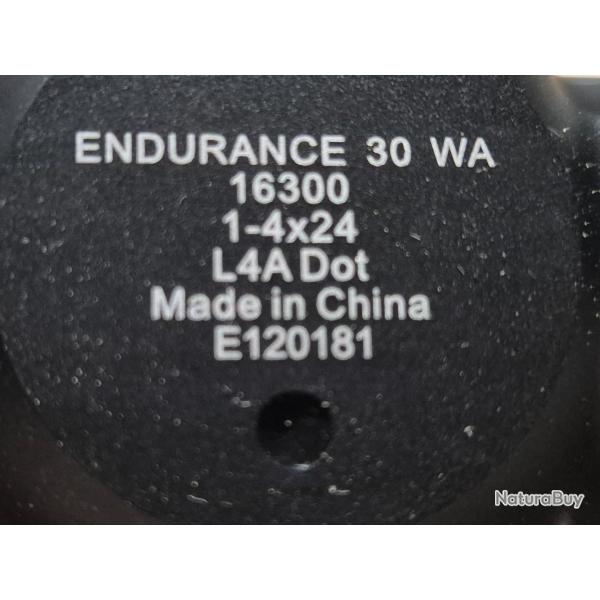 ENDURANCE 30 WA
16300
1-4x24
L4A Dot
Made in China
E120181
NaturaBuy